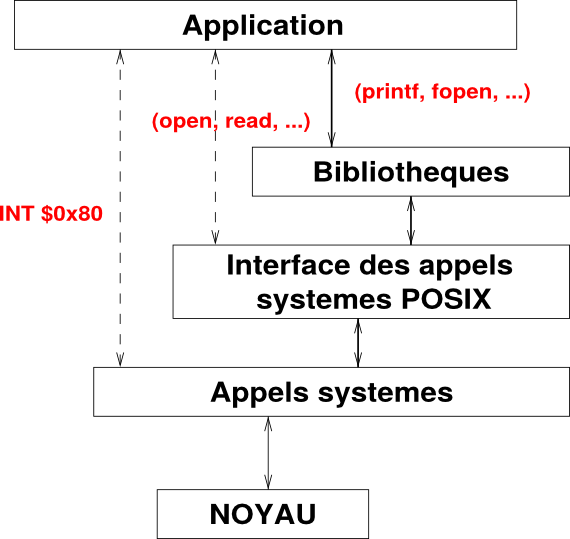 Application
(printf, fopen, ...)
(open, read, ...)
Bibliotheques
INT $0x80
Interface des appels
systemes POSIX
Appels systemes
NOYAU